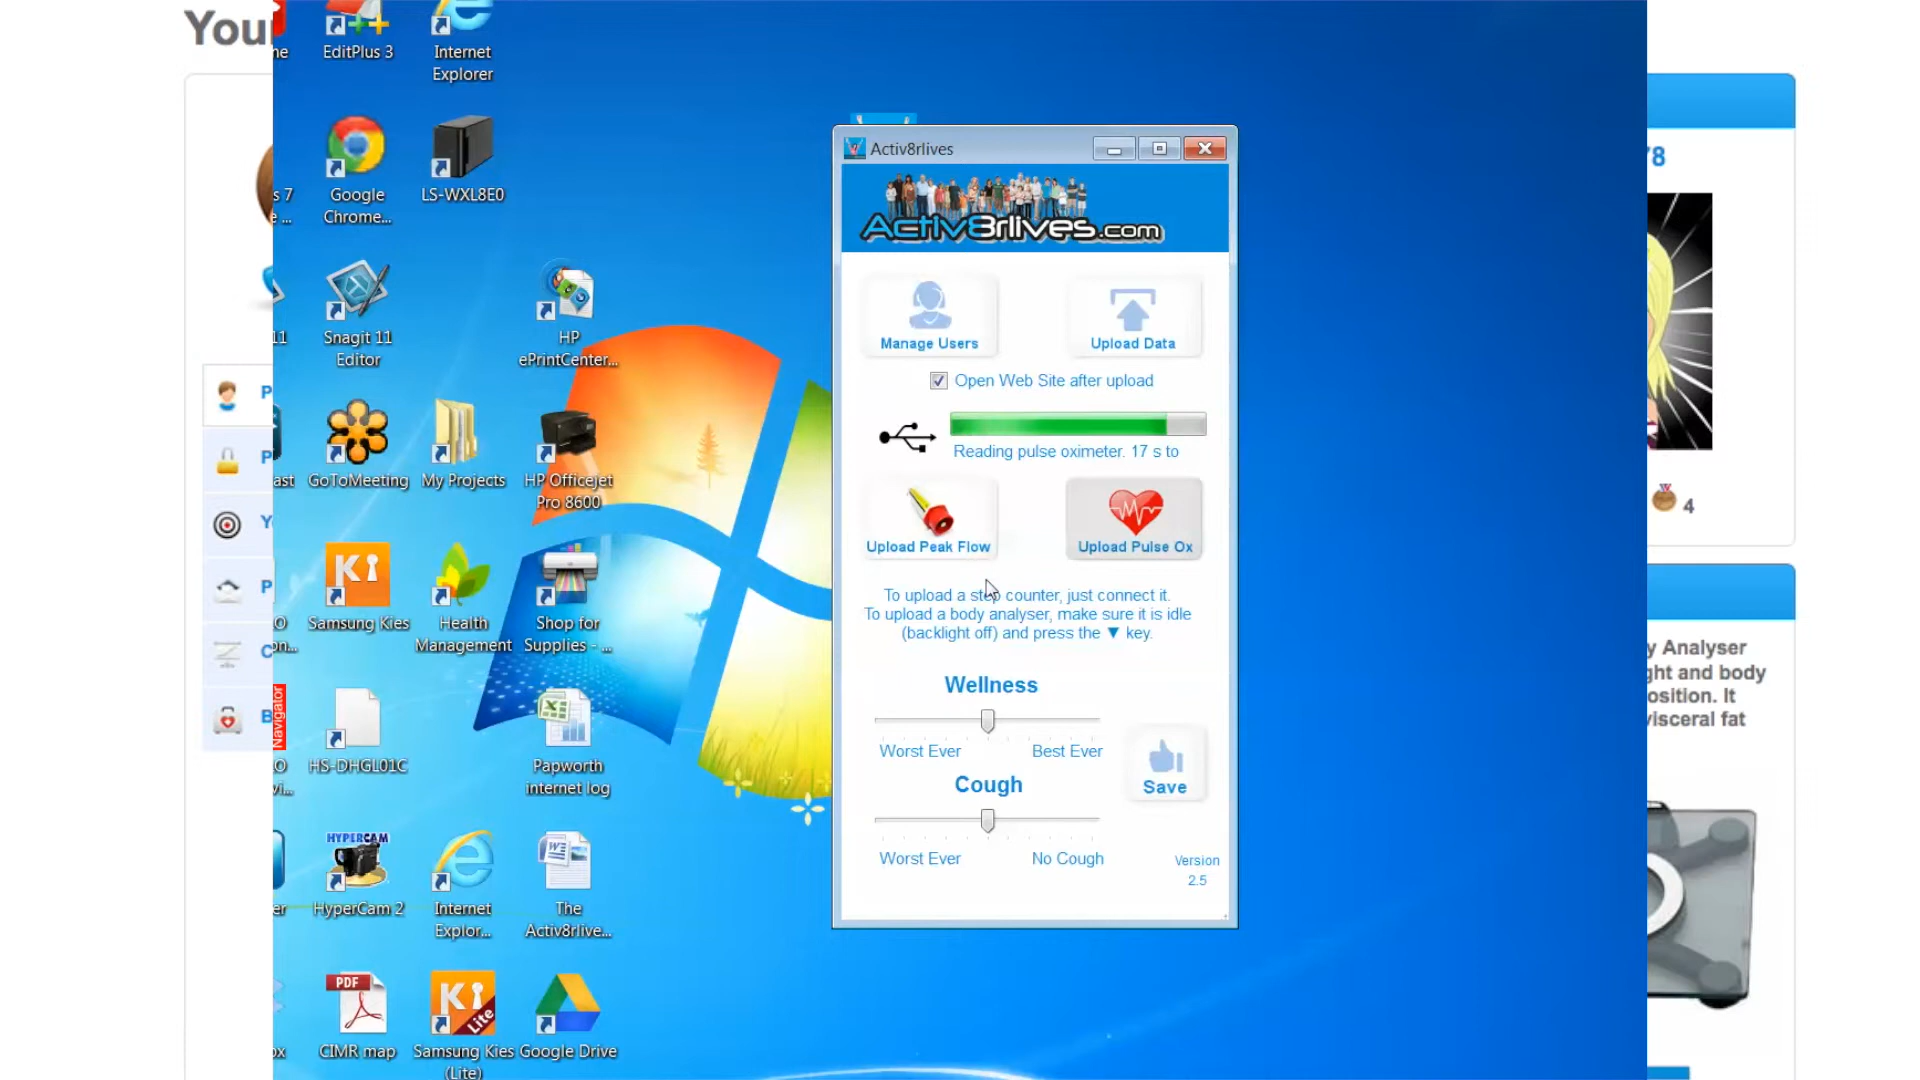 EditPlus 3
Internet
Explorer
Google
Chrome...
LS-WXL8E0
Snagit 11
Editor
HP
ePrintCenter...
GoToMeeting
My Projects
HP Officejet
Pro 8600
Samsung Kies
Health
Management
Shop for
Supplies - ...
Navigator
HS-DHGL01C
Papworth
internet log
HYPERCAM
HyperCam 2
Internet
Explor...
The
Activ8rlive...
PDF
CIMR map
Ki
Lite
Samsung Kies
(Lite)
Google Drive
Activ8rlives
Activ8rlives.com
Manage Users
Upload Data
Open Web Site after upload
Reading pulse oximeter. 17 s to
Upload Peak Flow
Upload Pulse Ox
To upload a step counter, just connect it.
To upload a body analyser, make sure it is idle
(backlight off) and press the ▼ key.
Wellness
Worst Ever
Best Ever
Cough
Worst Ever
No Cough
Save
Version
2.5
4
Analyser
and body
It
fat